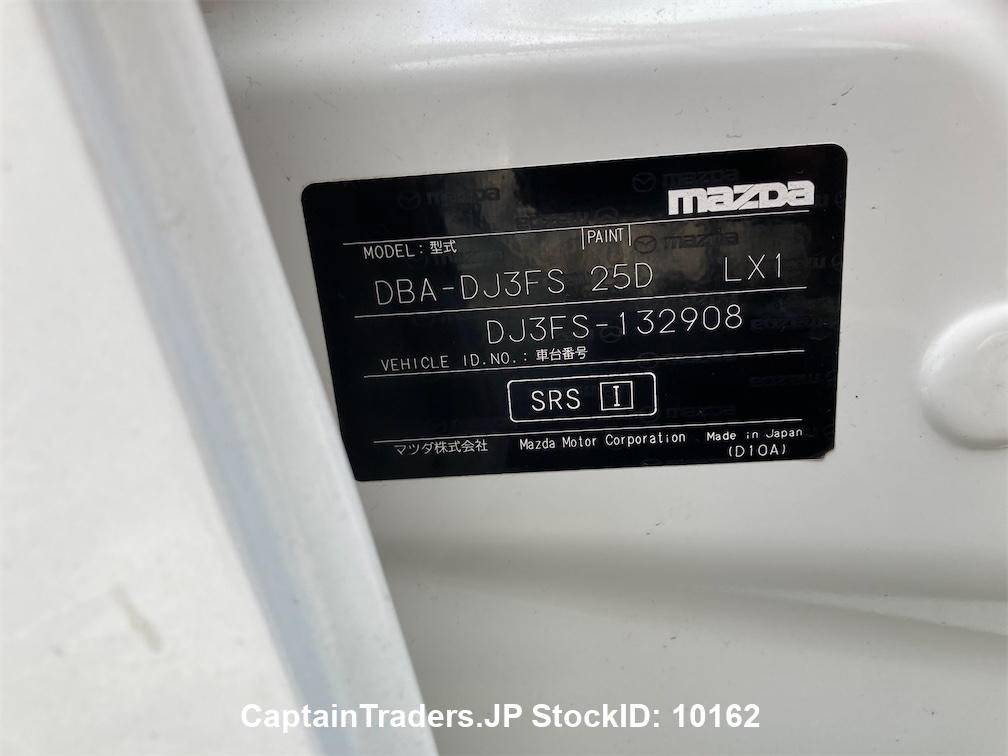 mazda
MODEL: 型式 PAINT
DBA-DJ3FS 25D LX1
DJ3FS-132908
VEHICLE ID.NO.: 車台番号
SRS I
マツダ株式会社 Mazda Motor Corporation Made in Japan
(D10A)
CaptainTraders.JP StockID: 10162